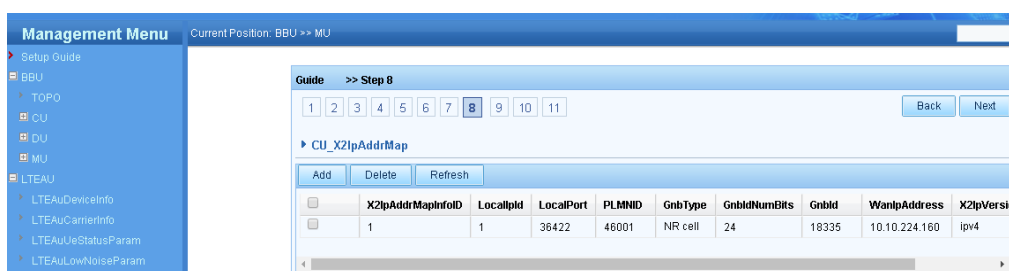 Management Menu
Current Position: BBU >> MU
Setup Guide
BBU
TOPO
CU
DU
MU
LTEAU
LTEAuDeviceInfo
LTEAuCarrierInfo
LTEAuUeStatusParam
LTEAuLowNoiseParam
Guide >> Step 8
1 2 3 4 5 6 7 8 9 10 11
Back Next
CU_X2IpAddrMap
Add Delete Refresh
X2IpAddrMapInfoID LocalIpId LocalPort PLMNID GnbType GnbIdNumBits GnbId WanIpAddress X2IpVersi
1 1 36422 46001 NR cell 24 18335 10.10.224.160 ipv4